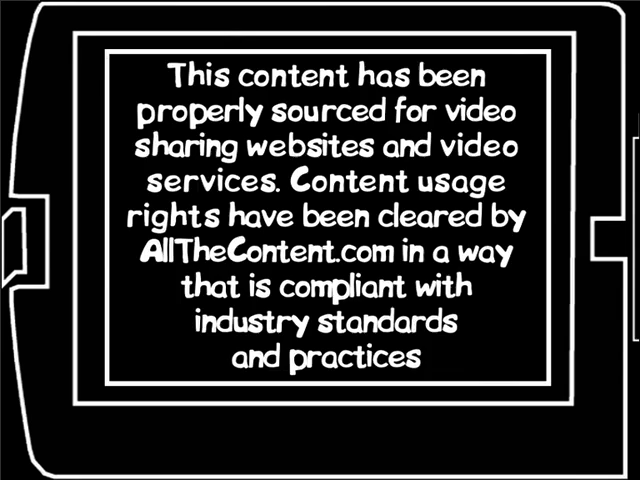 This content has been
properly sourced for video
sharing websites and video
services. Content usage
rights have been cleared by
AllTheContent.com in a way
that is compliant with
industry standards
and practices